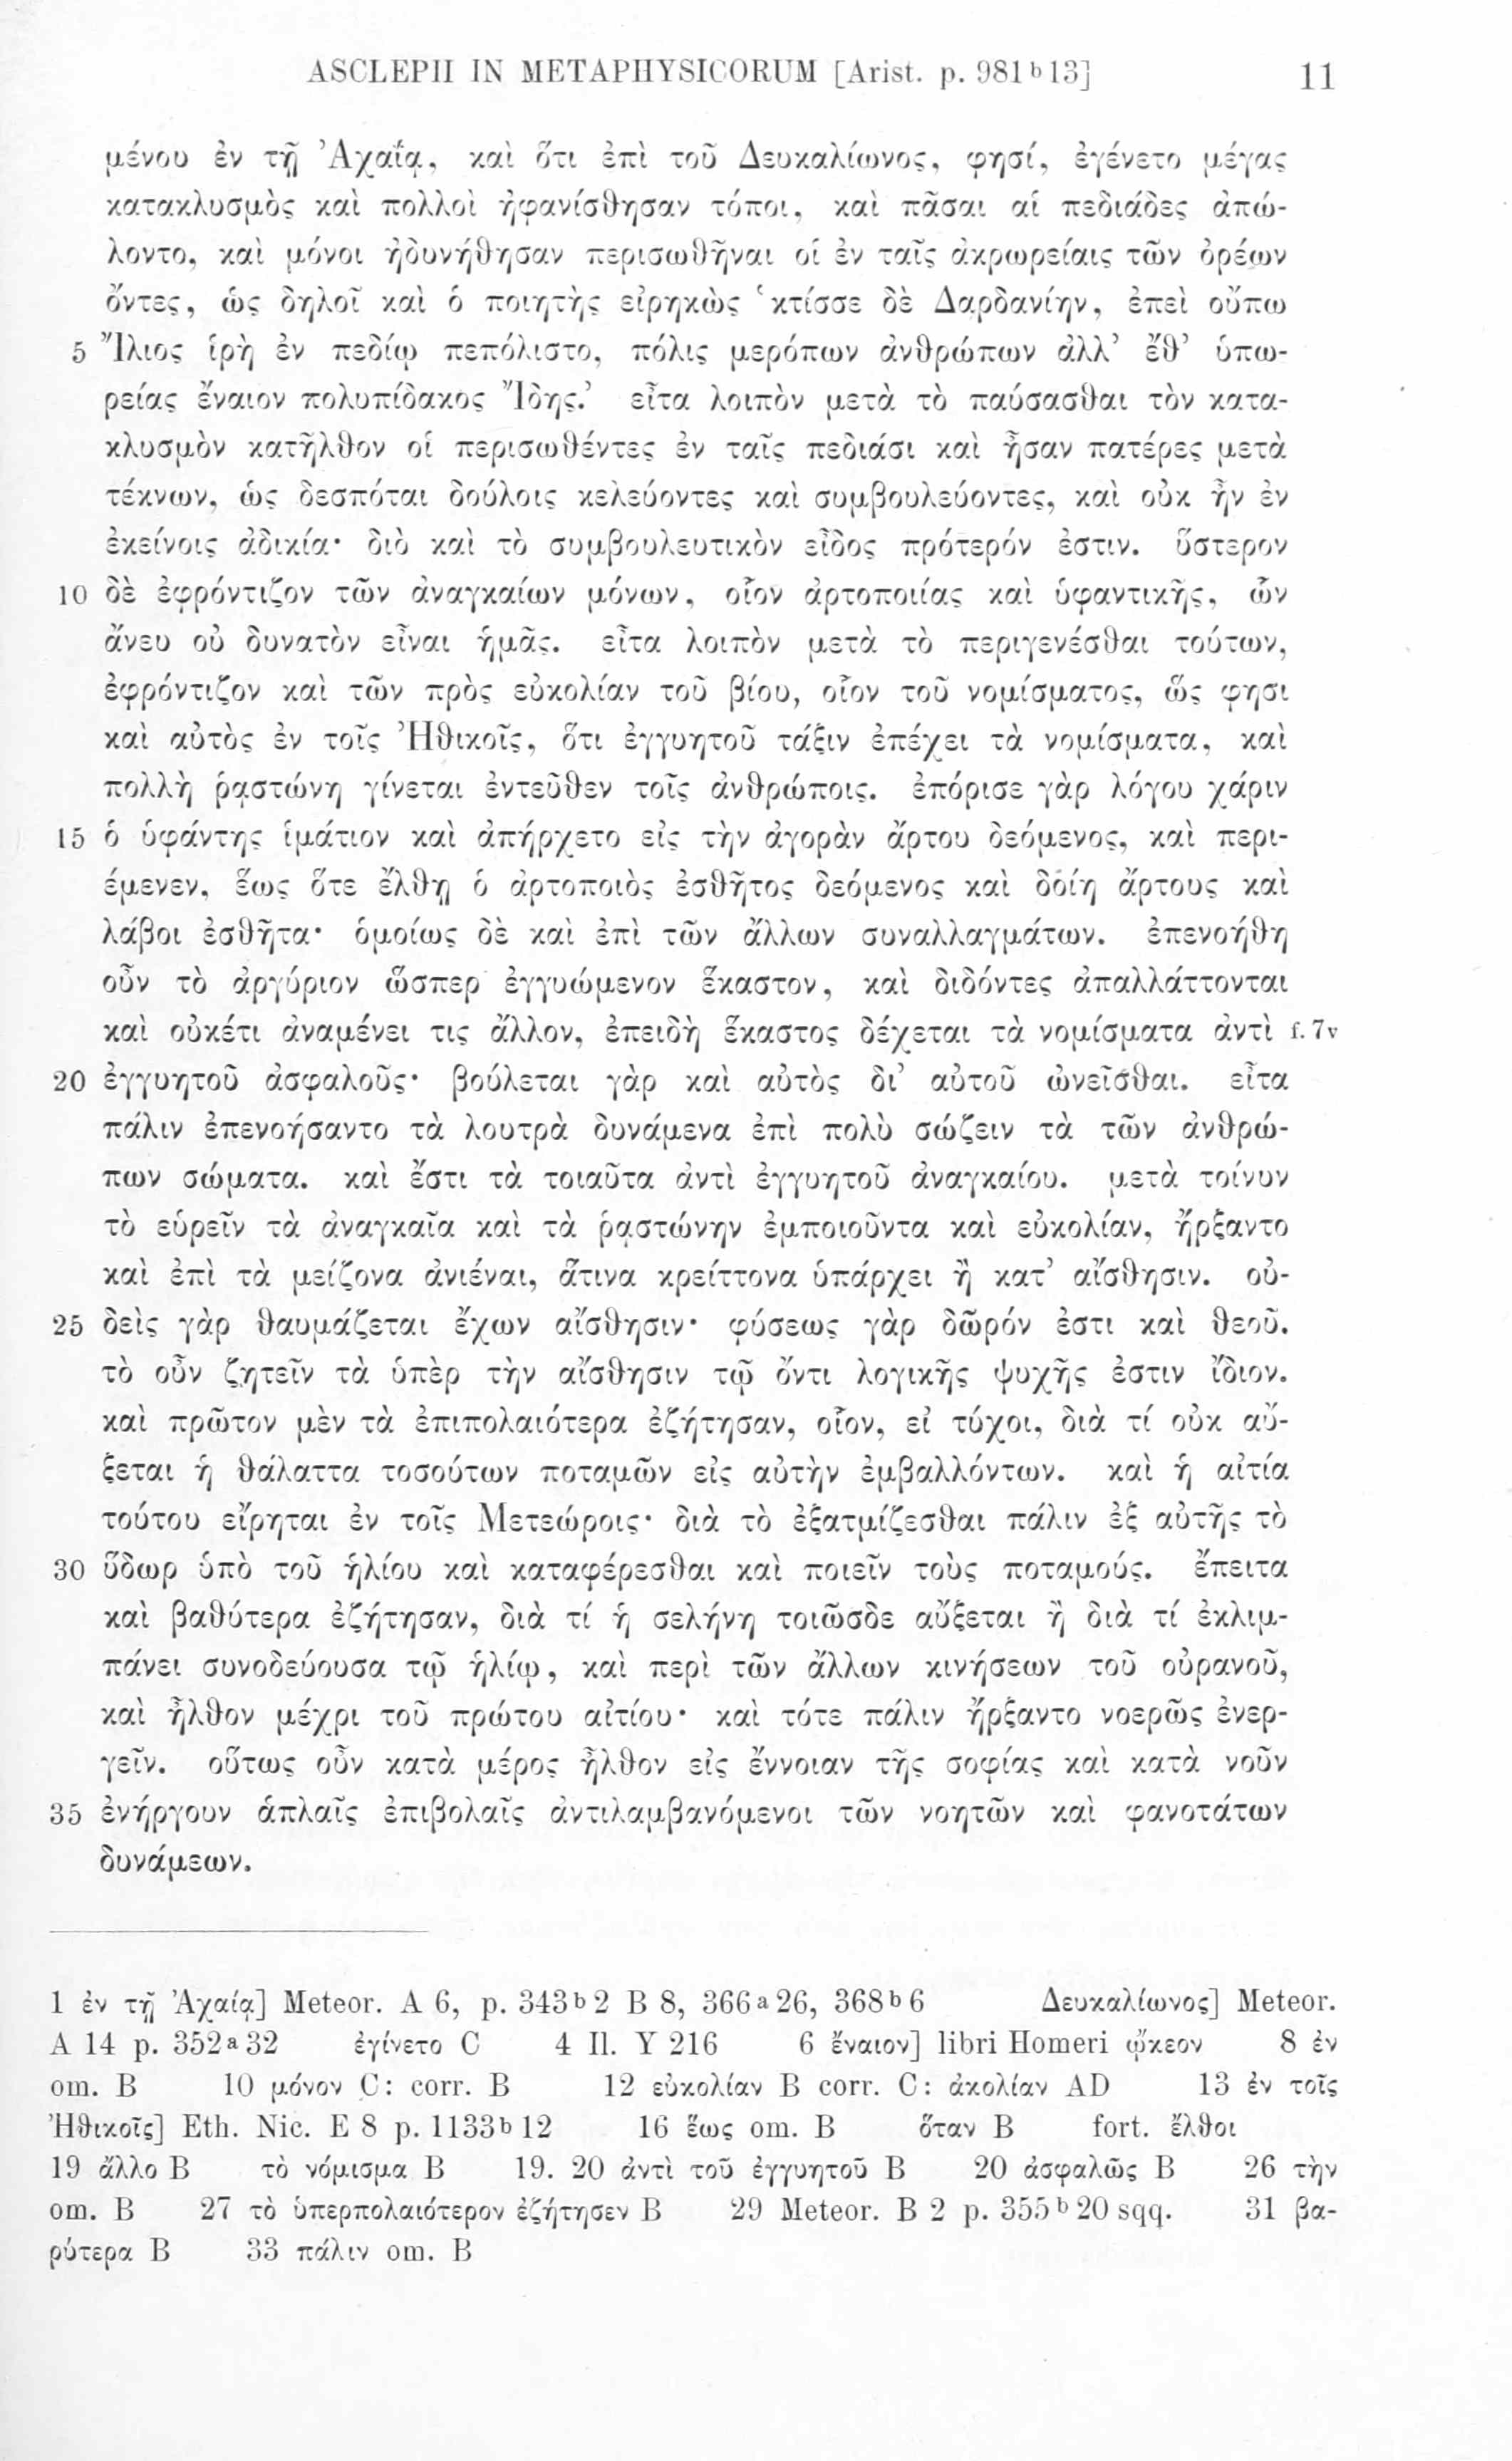 ASCLEPII IN METAPHYSICORUM [Arist. p. 981 b 13] 11
μένου ἐν τῇ Ἀχαΐᾳ, καὶ ὅτι ἐπὶ τοῦ Δευκαλίωνος, φησί, ἐγένετο μέγας
κατακλυσμὸς καὶ πολλοὶ ἠφανίσθησαν τόποι, καὶ πᾶσαι αἱ πεδιάδες ἀπώ-
λοντο, καὶ μόνοι ἠδυνήθησαν περισωθῆναι οἱ ἐν ταῖς ἀκρωρείαις τῶν ὀρέων
ὄντες, ὡς δηλοῖ καὶ ὁ ποιητὴς εἰρηκὼς ‘κτίσσε δὲ Δαρδανίην, ἐπεὶ οὔπω
5 Ἴλιος ἱρὴ ἐν πεδίῳ πεπόλιστο, πόλις μερόπων ἀνθρώπων ἀλλ’ ἔθ’ ὑπω-
ρείας ἔναιον πολυπίδακος Ἴδης.’ εἶτα λοιπὸν μετὰ τὸ παύσασθαι τὸν κατα-
κλυσμὸν κατῆλθον οἱ περισωθέντες ἐν ταῖς πεδιάσι καὶ ἦσαν πατέρες μετὰ
τέκνων, ὡς δεσπόται δούλοις κελεύοντες καὶ συμβουλεύοντες, καὶ οὐκ ἦν ἐν
ἐκείνοις ἀδικία· διὸ καὶ τὸ συμβουλευτικὸν εἶδος πρότερόν ἐστιν. ὕστερον
10 δὲ ἐφρόντιζον τῶν ἀναγκαίων μόνων, οἷον ἀρτοποιίας καὶ ὑφαντικῆς, ὧν
ἄνευ οὐ δυνατὸν εἶναι ἡμᾶς. εἶτα λοιπὸν μετὰ τὸ περιγενέσθαι τούτων,
ἐφρόντιζον καὶ τῶν πρὸς εὐκολίαν τοῦ βίου, οἷον τοῦ νομίσματος, ὥς φησι
καὶ αὐτὸς ἐν τοῖς Ἠθικοῖς, ὅτι ἐγγυητοῦ τάξιν ἐπέχει τὰ νομίσματα, καὶ
πολλὴ ῥᾳστώνη γίνεται ἐντεῦθεν τοῖς ἀνθρώποις. ἐπόρισε γὰρ λόγου χάριν
15 ὁ ὑφάντης ἱμάτιον καὶ ἀπήρχετο εἰς τὴν ἀγορὰν ἄρτου δεόμενος, καὶ περι-
έμενεν, ἕως ὅτε ἔλθῃ ὁ ἀρτοποιὸς ἐσθῆτος δεόμενος καὶ δοίη ἄρτους καὶ
λάβοι ἐσθῆτα· ὁμοίως δὲ καὶ ἐπὶ τῶν ἄλλων συναλλαγμάτων. ἐπενοήθη
οὖν τὸ ἀργύριον ὥσπερ ἐγγυώμενον ἕκαστον, καὶ διδόντες ἀπαλλάττονται
καὶ οὐκέτι ἀναμένει τις ἄλλον, ἐπειδὴ ἕκαστος δέχεται τὰ νομίσματα ἀντὶ f. 7v
20 ἐγγυητοῦ ἀσφαλοῦς· βούλεται γὰρ καὶ αὐτὸς δι’ αὐτοῦ ὠνεῖσθαι. εἶτα
πάλιν ἐπενοήσαντο τὰ λουτρὰ δυνάμενα ἐπὶ πολὺ σώζειν τὰ τῶν ἀνθρώ-
πων σώματα. καὶ ἔστι τὰ τοιαῦτα ἀντὶ ἐγγυητοῦ ἀναγκαίου. μετὰ τοίνυν
τὸ εὑρεῖν τὰ ἀναγκαῖα καὶ τὰ ῥᾳστώνην ἐμποιοῦντα καὶ εὐκολίαν, ἤρξαντο
καὶ ἐπὶ τὰ μείζονα ἀνιέναι, ἅτινα κρείττονα ὑπάρχει ἢ κατ’ αἴσθησιν. οὐ-
25 δεὶς γὰρ θαυμάζεται ἔχων αἴσθησιν· φύσεως γὰρ δῶρόν ἐστι καὶ θεοῦ.
τὸ οὖν ζητεῖν τὰ ὑπὲρ τὴν αἴσθησιν τῷ ὄντι λογικῆς ψυχῆς ἐστιν ἴδιον.
καὶ πρῶτον μὲν τὰ ἐπιπολαιότερα ἐζήτησαν, οἷον, εἰ τύχοι, διὰ τί οὐκ αὔ-
ξεται ἡ θάλαττα τοσούτων ποταμῶν εἰς αὐτὴν ἐμβαλλόντων. καὶ ἡ αἰτία
τούτου εἴρηται ἐν τοῖς Μετεώροις· διὰ τὸ ἐξατμίζεσθαι πάλιν ἐξ αὐτῆς τὸ
30 ὕδωρ ὑπὸ τοῦ ἡλίου καὶ καταφέρεσθαι καὶ ποιεῖν τοὺς ποταμούς. ἔπειτα
καὶ βαθύτερα ἐζήτησαν, διὰ τί ἡ σελήνη τοιῶσδε αὔξεται ἢ διὰ τί ἐκλιμ-
πάνει συνοδεύουσα τῷ ἡλίῳ, καὶ περὶ τῶν ἄλλων κινήσεων τοῦ οὐρανοῦ,
καὶ ἦλθον μέχρι τοῦ πρώτου αἰτίου· καὶ τότε πάλιν ἤρξαντο νοερῶς ἐνερ-
γεῖν. οὕτως οὖν κατὰ μέρος ἦλθον εἰς ἔννοιαν τῆς σοφίας καὶ κατὰ νοῦν
35 ἐνήργουν ἁπλαῖς ἐπιβολαῖς ἀντιλαμβανόμενοι τῶν νοητῶν καὶ φανοτάτων
δυνάμεων.
1 ἐν τῇ Ἀχαίᾳ] Meteor. A 6, p. 343 b 2 B 8, 366 a 26, 368 b 6 Δευκαλίωνος] Meteor.
A 14 p. 352 a 32 ἐγίνετο C 4 Il. Υ 216 6 ἔναιον] libri Homeri ᾤκεον 8 ἐν
om. B 10 μόνον C: corr. B 12 εὐκολίαν B corr. C: ἀκολίαν AD 13 ἐν τοῖς
Ἠθικοῖς] Eth. Nic. E 8 p. 1133 b 12 16 ἕως om. B ὅταν B fort. ἔλθοι
19 ἄλλο B τὸ νόμισμα B 19. 20 ἀντὶ τοῦ ἐγγυητοῦ B 20 ἀσφαλῶς B 26 τὴν
om. B 27 τὸ ὑπερπολαιότερον ἐζήτησεν B 29 Meteor. B 2 p. 355 b 20 sqq. 31 βα-
ρύτερα B 33 πάλιν om. B